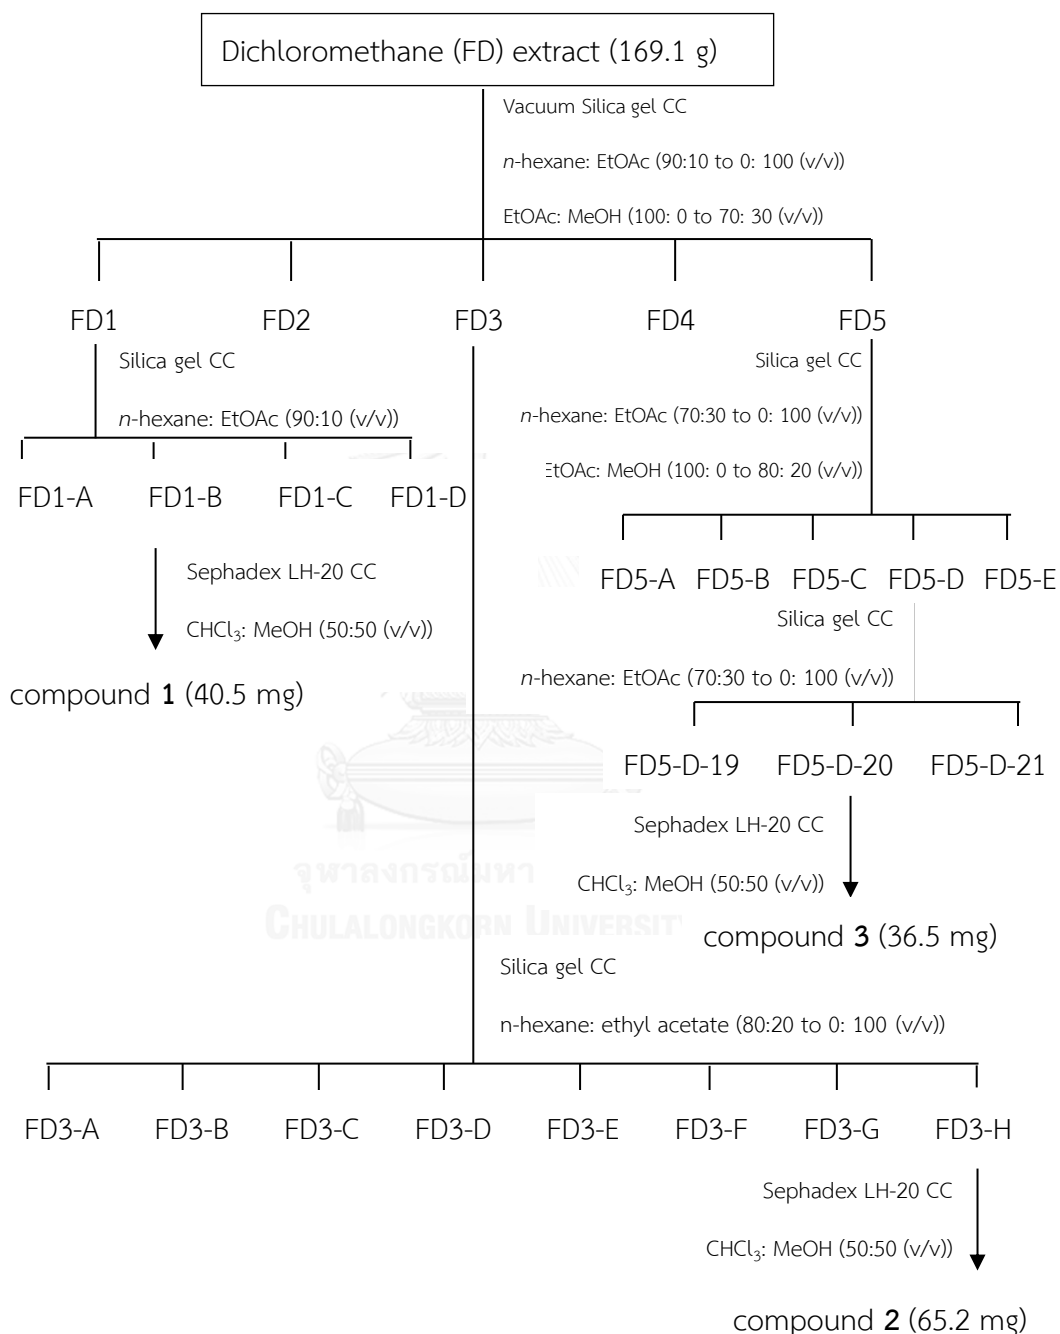 Dichloromethane (FD) extract (169.1 g)
Vacuum Silica gel CC
n-hexane: EtOAc (90:10 to 0: 100 (v/v))
EtOAc: MeOH (100: 0 to 70: 30 (v/v))
FD1 FD2 FD3 FD4 FD5
Silica gel CC
n-hexane: EtOAc (90:10 (v/v))
FD1-A FD1-B FD1-C FD1-D
Sephadex LH-20 CC
CHCl₃: MeOH (50:50 (v/v))
compound 1 (40.5 mg)
Silica gel CC
n-hexane: EtOAc (70:30 to 0: 100 (v/v))
EtOAc: MeOH (100: 0 to 80: 20 (v/v))
FD5-A FD5-B FD5-C FD5-D FD5-E
Silica gel CC
n-hexane: EtOAc (70:30 to 0: 100 (v/v))
FD5-D-19 FD5-D-20 FD5-D-21
Sephadex LH-20 CC
CHCl₃: MeOH (50:50 (v/v))
compound 3 (36.5 mg)
จุฬาลงกรณ์มหา
CHULALONGKORN UNIVERSIT
Silica gel CC
n-hexane: ethyl acetate (80:20 to 0: 100 (v/v))
FD3-A FD3-B FD3-C FD3-D FD3-E FD3-F FD3-G FD3-H
Sephadex LH-20 CC
CHCl₃: MeOH (50:50 (v/v))
compound 2 (65.2 mg)